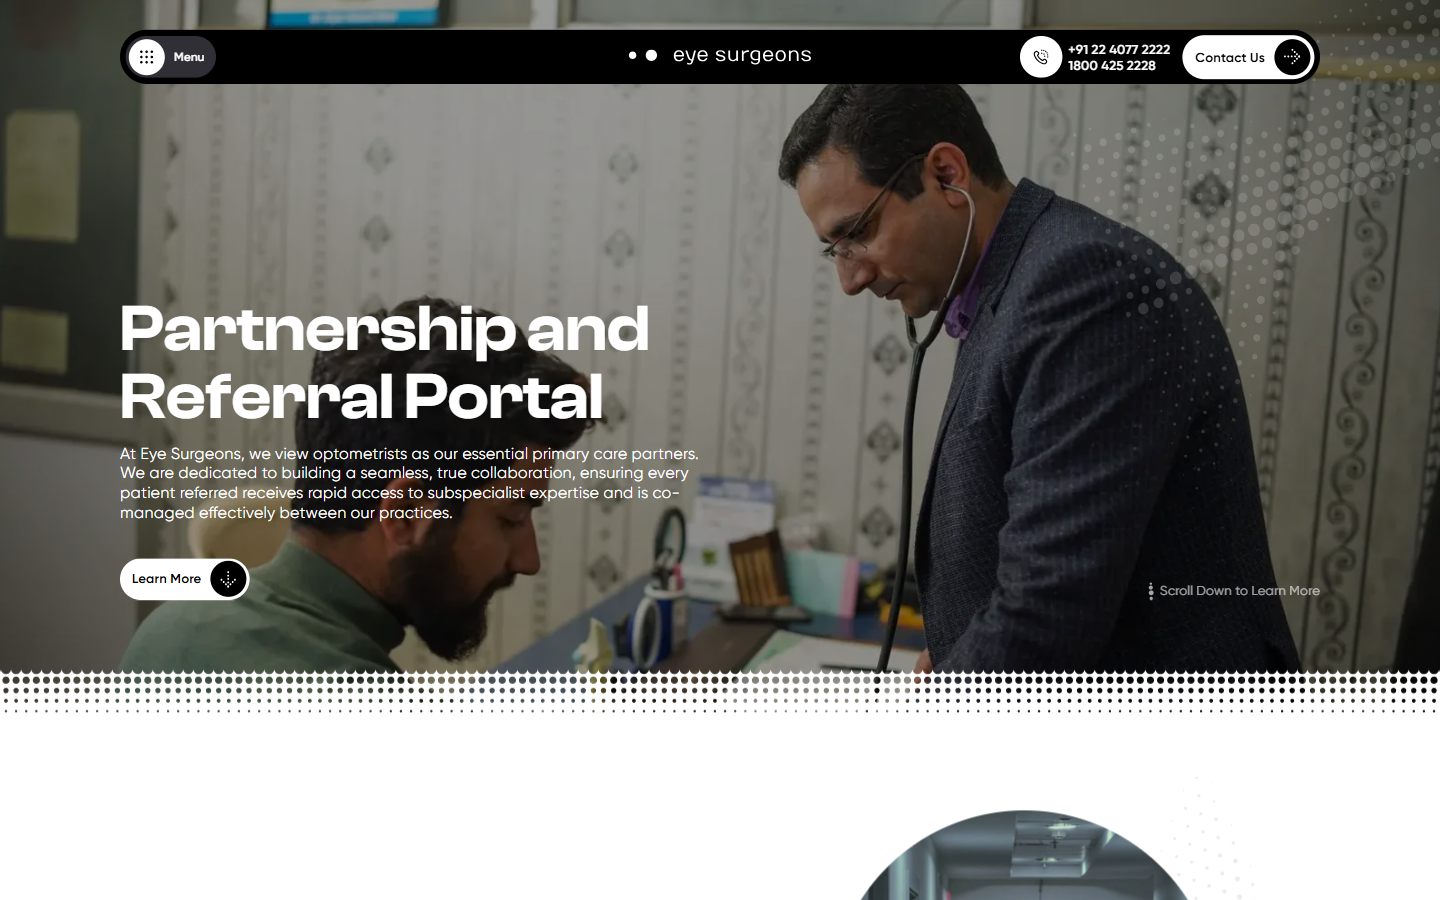 Menu
eye surgeons
+91 22 4077 2222
1800 425 2228
Contact Us
Partnership and
Referral Portal
At Eye Surgeons, we view optometrists as our essential primary care partners.
We are dedicated to building a seamless, true collaboration, ensuring every
patient referred receives rapid access to subspecialist expertise and is co-
managed effectively between our practices.
Learn More
Scroll Down to Learn More